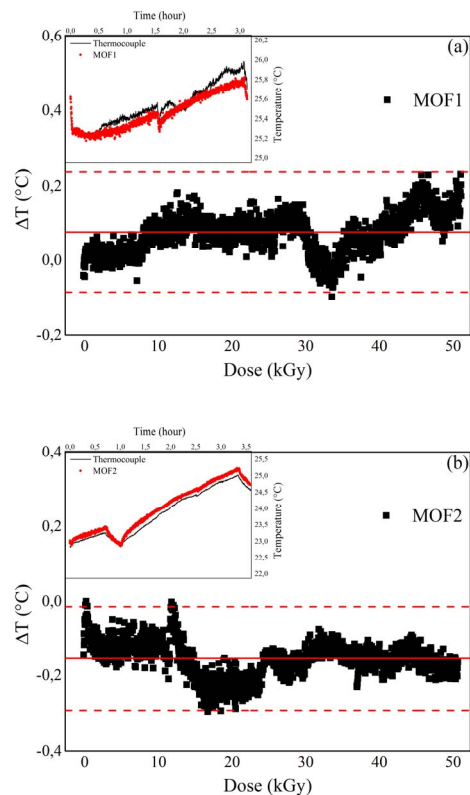 Time (hour)
0,0 0,5 1,0 1,5 2,0 2,5 3,0
(a)
Thermocouple
MOF1
26,2
26,0
25,8
25,6
25,4
25,2
25,0
Temperature (°C)
MOF1
0,6
0,4
0,2
0,0
-0,2
ΔT (°C)
0 10 20 30 40 50
Dose (kGy)
Time (hour)
0,0 0,5 1,0 1,5 2,0 2,5 3,0 3,5
(b)
Thermocouple
MOF2
25,5
25,0
24,5
24,0
23,5
23,0
22,5
22,0
Temperature (°C)
MOF2
0,4
0,2
0,0
-0,2
-0,4
ΔT (°C)
0 10 20 30 40 50
Dose (kGy)